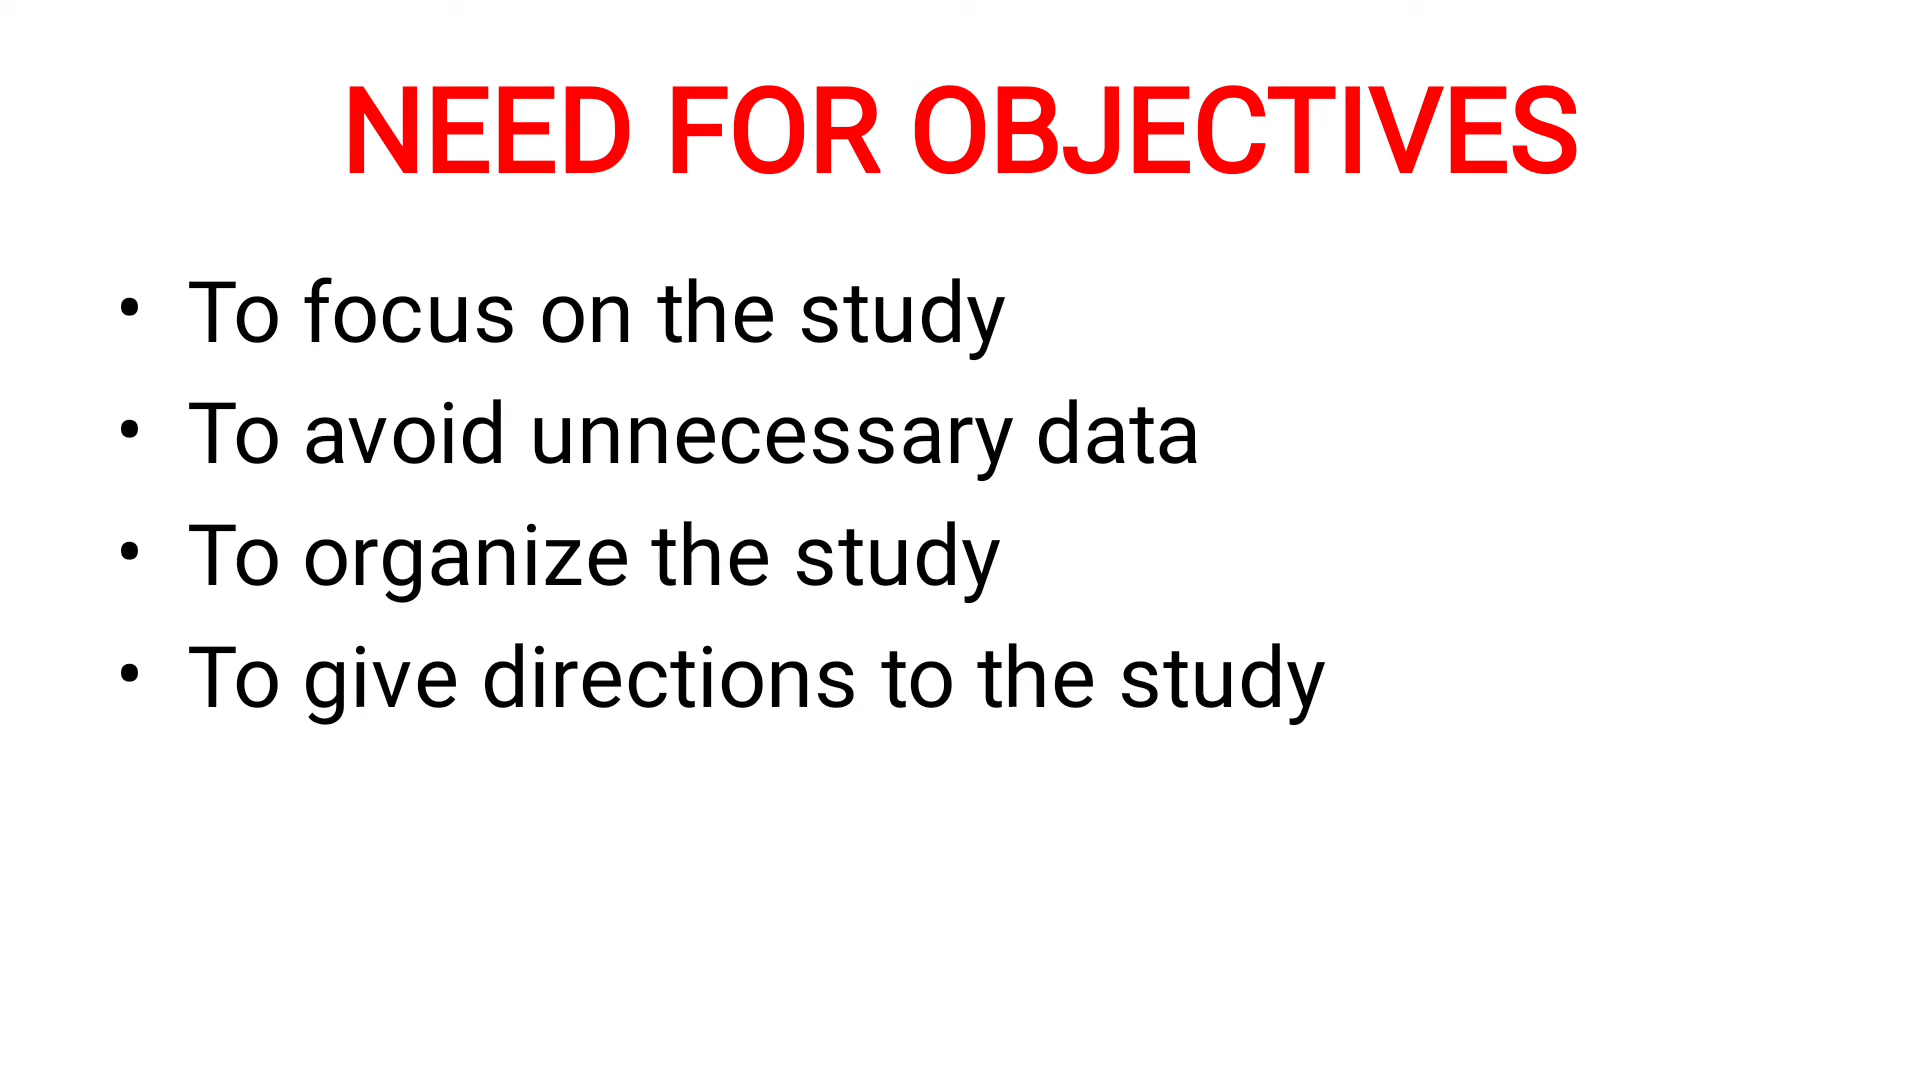 NEED FOR OBJECTIVES
• To focus on the study
• To avoid unnecessary data
• To organize the study
• To give directions to the study